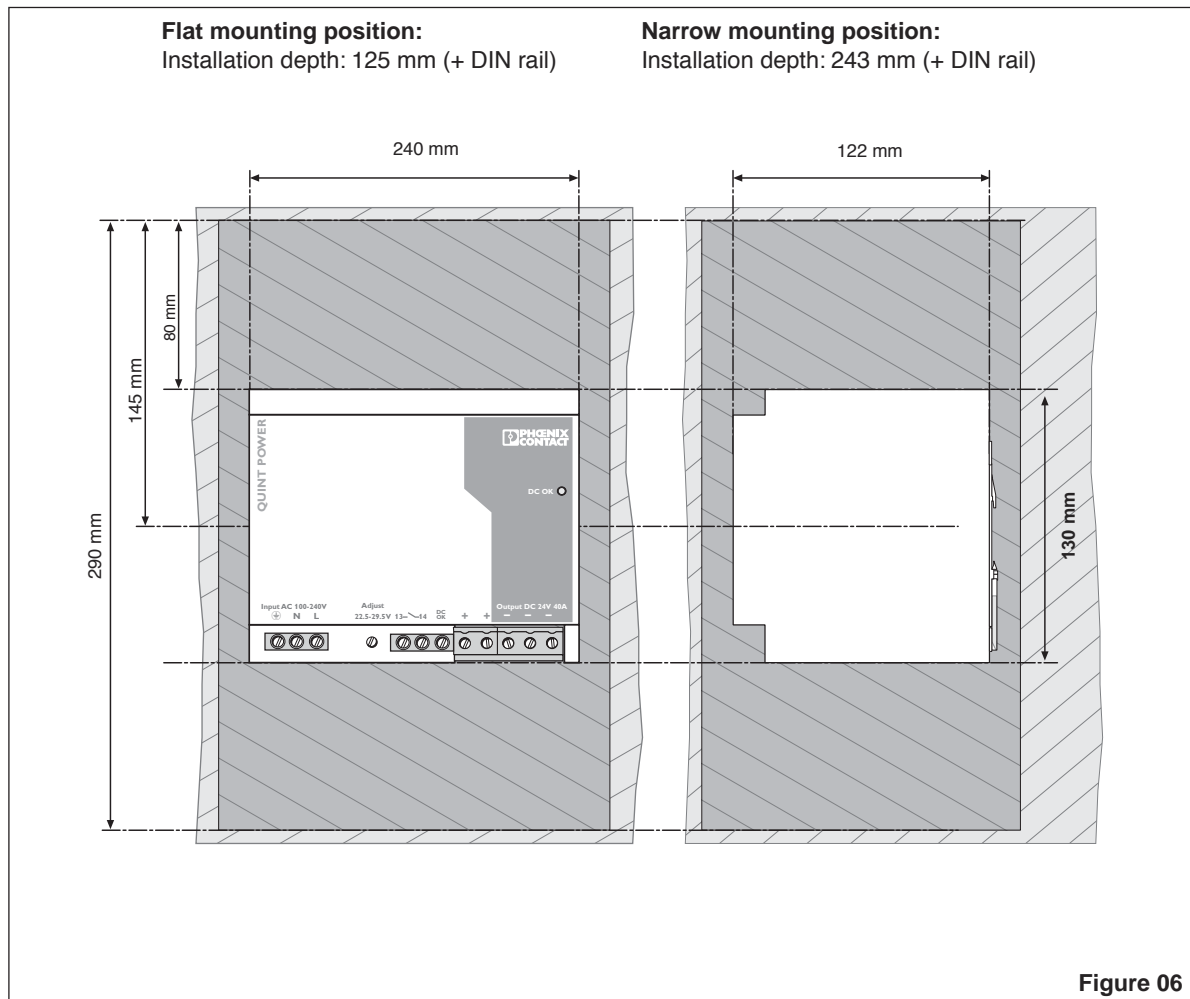 Flat mounting position:
Installation depth: 125 mm (+ DIN rail)
Narrow mounting position:
Installation depth: 243 mm (+ DIN rail)
240 mm
122 mm
80 mm
145 mm
290 mm
130 mm
QUINT POWER
PHŒNIX
CONTACT
DC OK
Input AC 100-240V
N L
Adjust
22.5-29.5V
13 14
DC
OK
+ +
Output DC 24V 40A
– – –
Figure 06